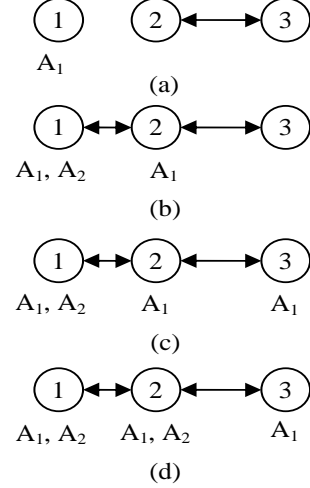 1 2 3
A₁
(a)
1 2 3
A₁, A₂ A₁
(b)
1 2 3
A₁, A₂ A₁ A₁
(c)
1 2 3
A₁, A₂ A₁, A₂ A₁
(d)